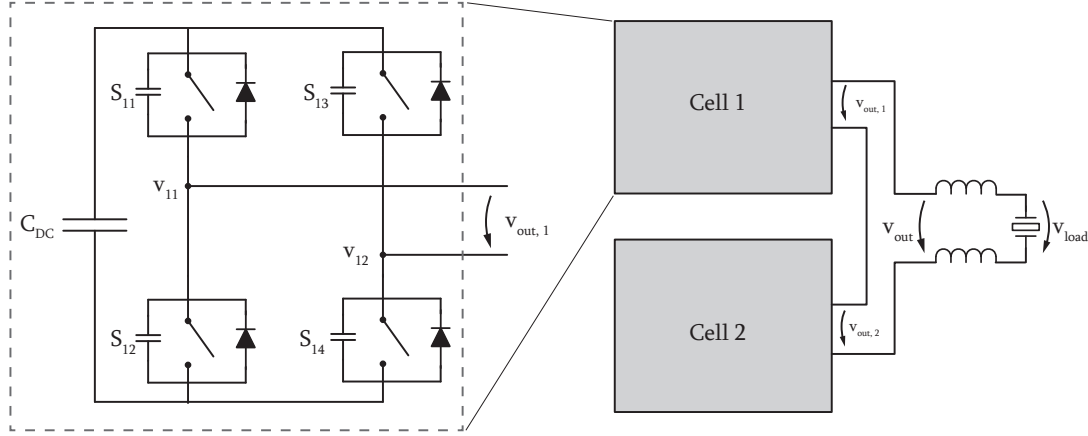 S11
S13
v11
CDC
vout, 1
v12
S12
S14
Cell 1
vout, 1
vout
vload
Cell 2
vout, 2